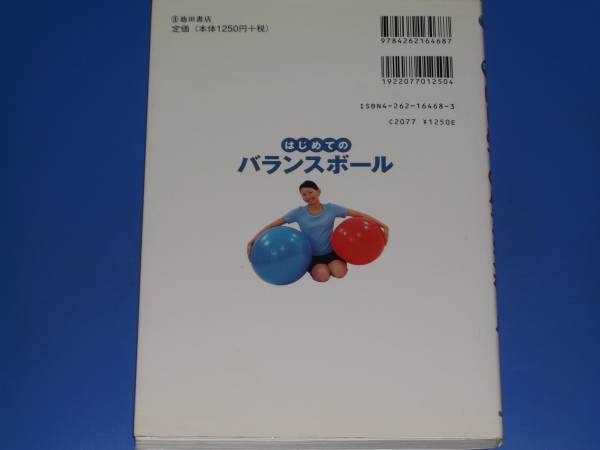 池田書店
定価（本体1250円+税）
9784262164687
1922077012504
ISBN4-262-16468-3
C2077 ¥1250E
はじめての
バランスボール